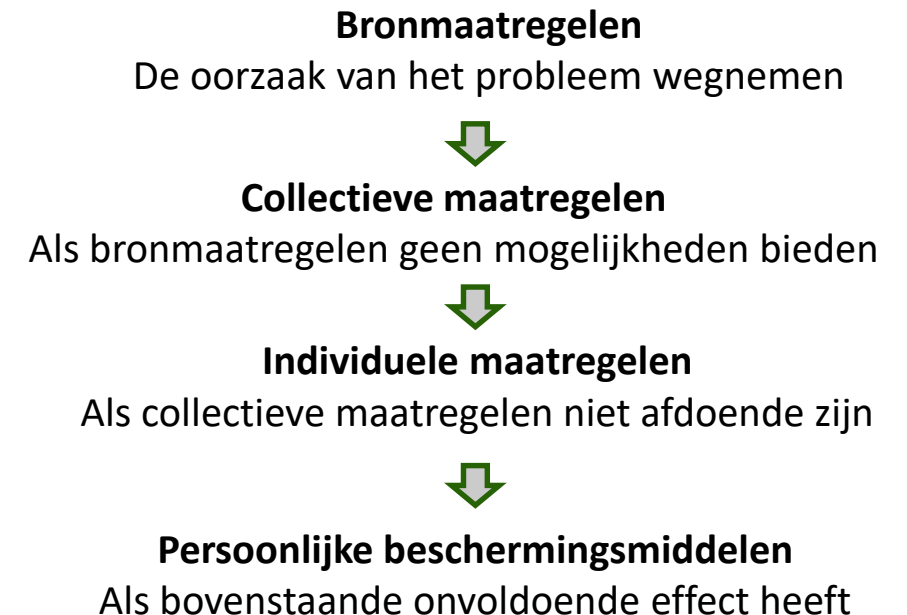 Bronmaatregelen
De oorzaak van het probleem wegnemen
Collectieve maatregelen
Als bronmaatregelen geen mogelijkheden bieden
Individuele maatregelen
Als collectieve maatregelen niet afdoende zijn
Persoonlijke beschermingsmiddelen
Als bovenstaande onvoldoende effect heeft